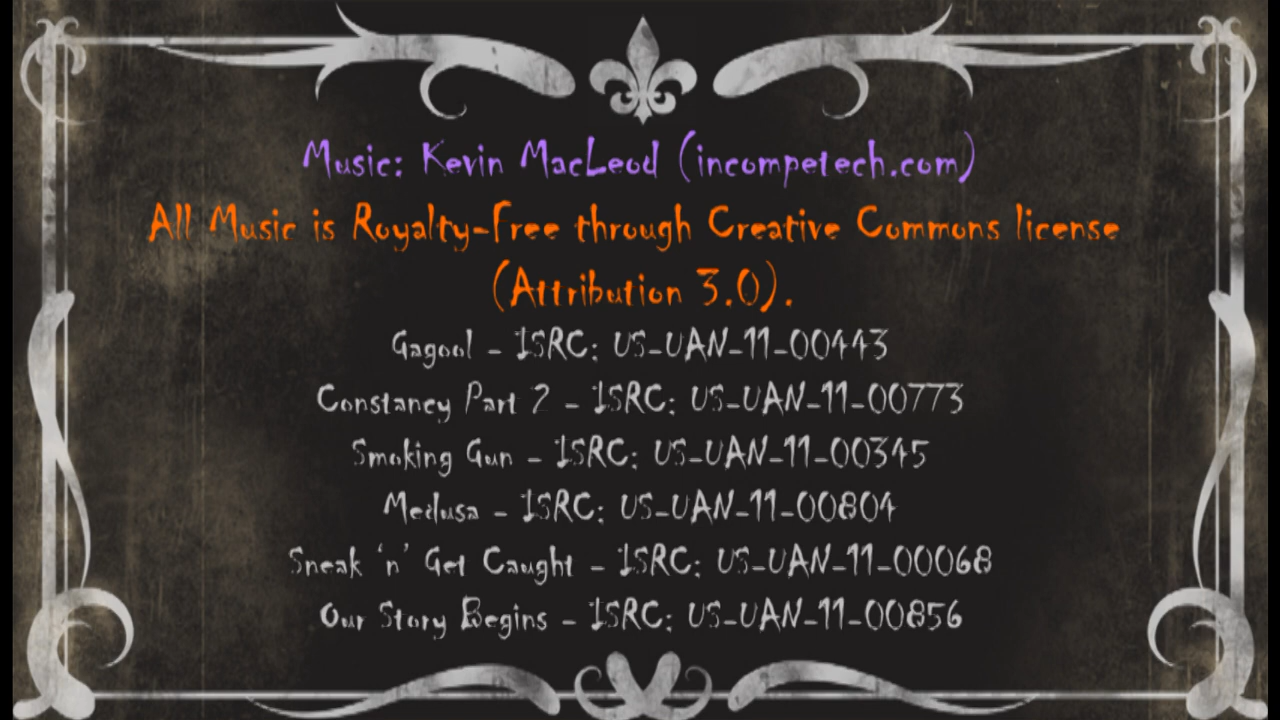 Music: Kevin MacLeod (incompetech.com)
All Music is Royalty-Free through Creative Commons license
(Attribution 3.0).
Gagool - ISRC: US-UAN-11-00443
Constancy Part 2 - ISRC: US-UAN-11-00773
Smoking Gun - ISRC: US-UAN-11-00345
Medusa - ISRC: US-UAN-11-00804
Sneak ‘n’ Get Caught - ISRC: US-UAN-11-00068
Our Story Begins - ISRC: US-UAN-11-00856